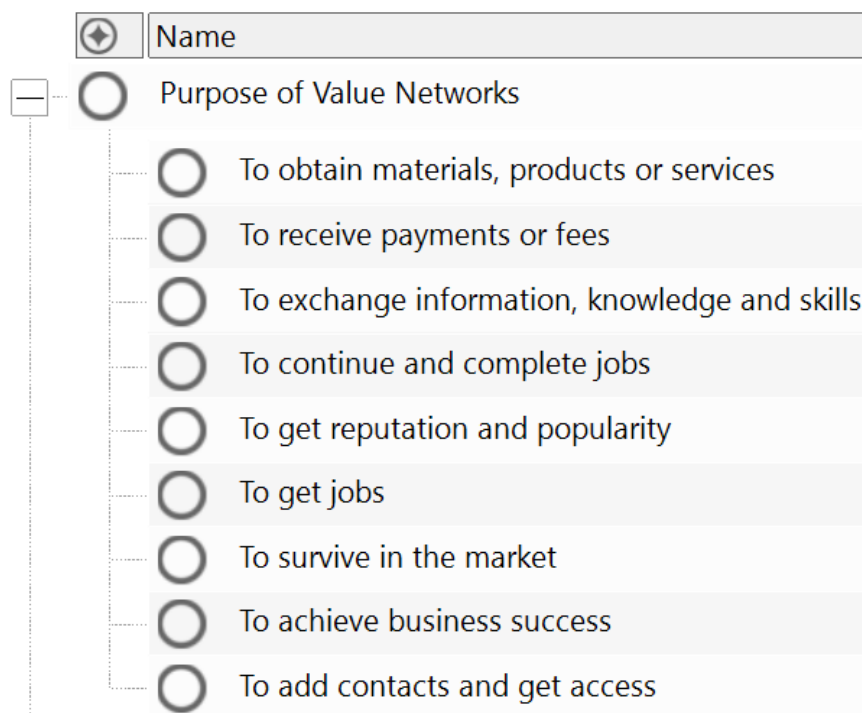 Name
Purpose of Value Networks
To obtain materials, products or services
To receive payments or fees
To exchange information, knowledge and skills
To continue and complete jobs
To get reputation and popularity
To get jobs
To survive in the market
To achieve business success
To add contacts and get access